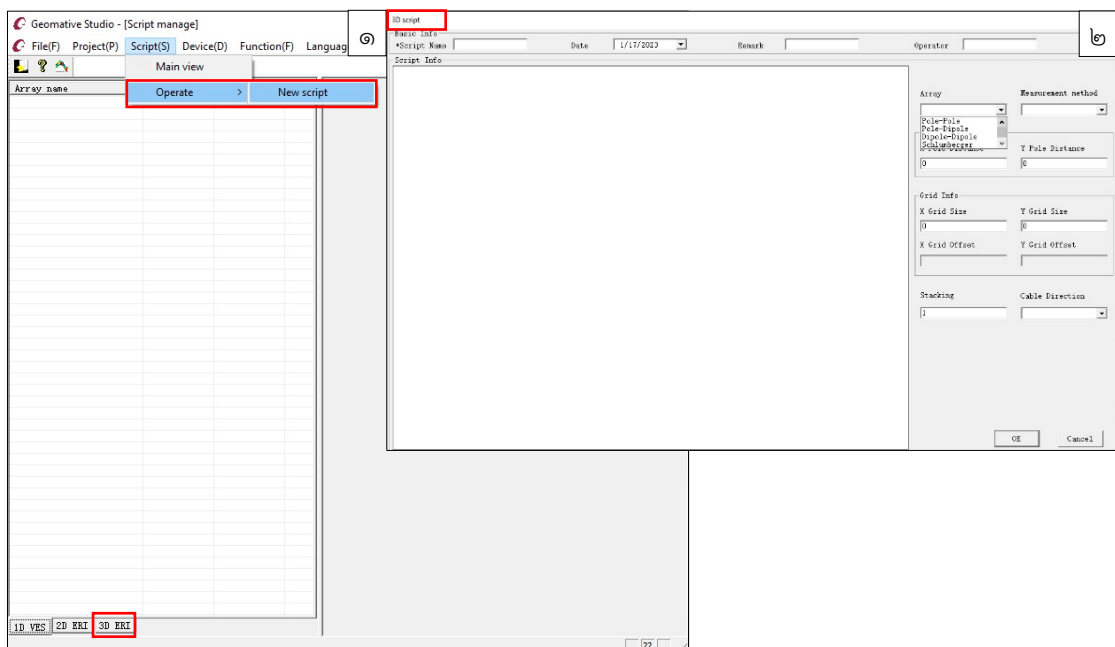 Geomative Studio - [Script manage]
File(F) Project(P) Script(S) Device(D) Function(F) Languag
๑
Main view
Array name
Operate > New script
3D script
๒
Basic Info
*Script Name Date 1/17/2023 Remark Operator
Script Info
Array Measurement method
Pole-Pole
Pole-Dipole
Dipole-Dipole
Schlumberger
X Pole Distance Y Pole Distance
0 0
Grid Info
X Grid Size Y Grid Size
0 0
X Grid Offset Y Grid Offset
Stacking Cable Direction
1
OK Cancel
1D VES 2D ERI 3D ERI
??